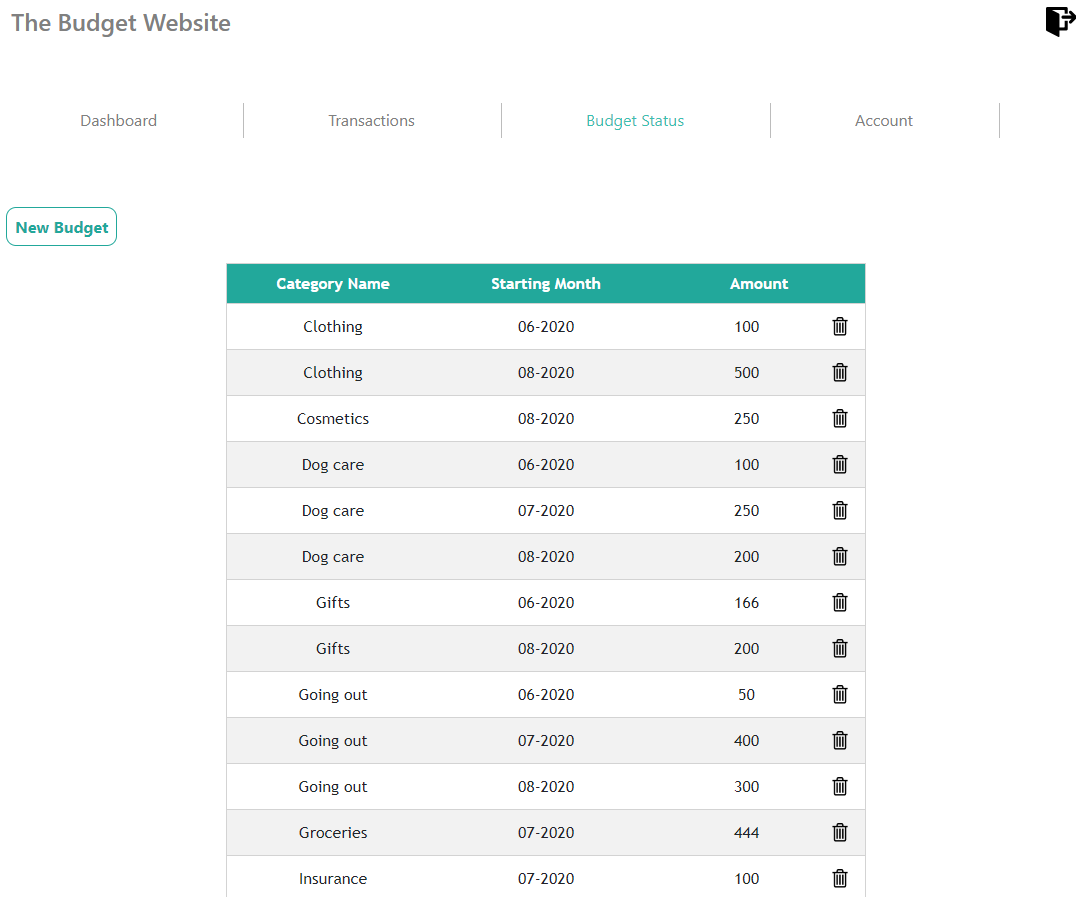 The Budget Website
Dashboard Transactions Budget Status Account
New Budget
Category Name Starting Month Amount
Clothing 06-2020 100
Clothing 08-2020 500
Cosmetics 08-2020 250
Dog care 06-2020 100
Dog care 07-2020 250
Dog care 08-2020 200
Gifts 06-2020 166
Gifts 08-2020 200
Going out 06-2020 50
Going out 07-2020 400
Going out 08-2020 300
Groceries 07-2020 444
Insurance 07-2020 100